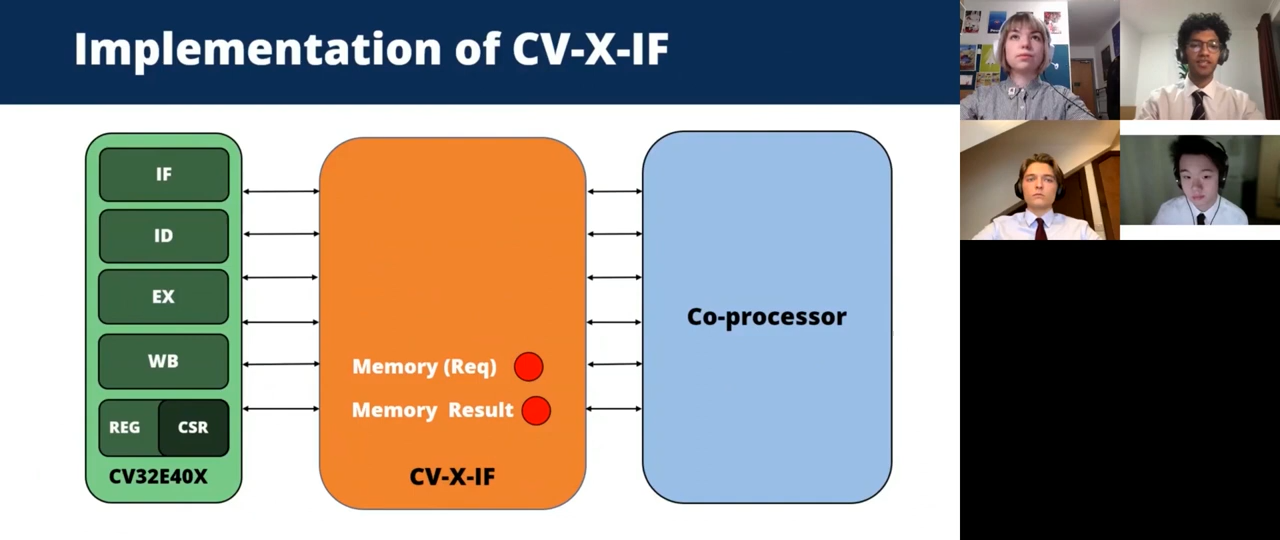 Implementation of CV-X-IF
IF
ID
EX
WB
REG
CSR
CV32E40X
Memory (Req)
Memory Result
CV-X-IF
Co-processor